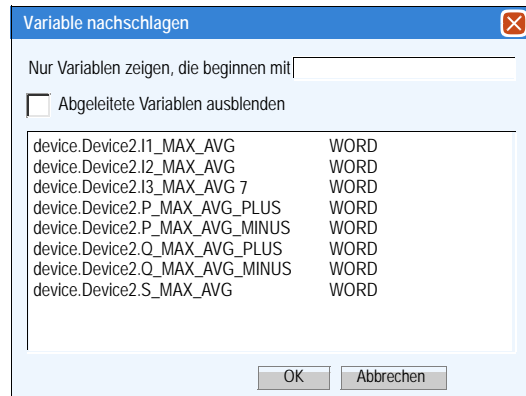 Variable nachschlagen
Nur Variablen zeigen, die beginnen mit
Abgeleitete Variablen ausblenden
device.Device2.I1_MAX_AVG WORD
device.Device2.I2_MAX_AVG WORD
device.Device2.I3_MAX_AVG 7 WORD
device.Device2.P_MAX_AVG_PLUS WORD
device.Device2.P_MAX_AVG_MINUS WORD
device.Device2.Q_MAX_AVG_PLUS WORD
device.Device2.Q_MAX_AVG_MINUS WORD
device.Device2.S_MAX_AVG WORD
OK Abbrechen